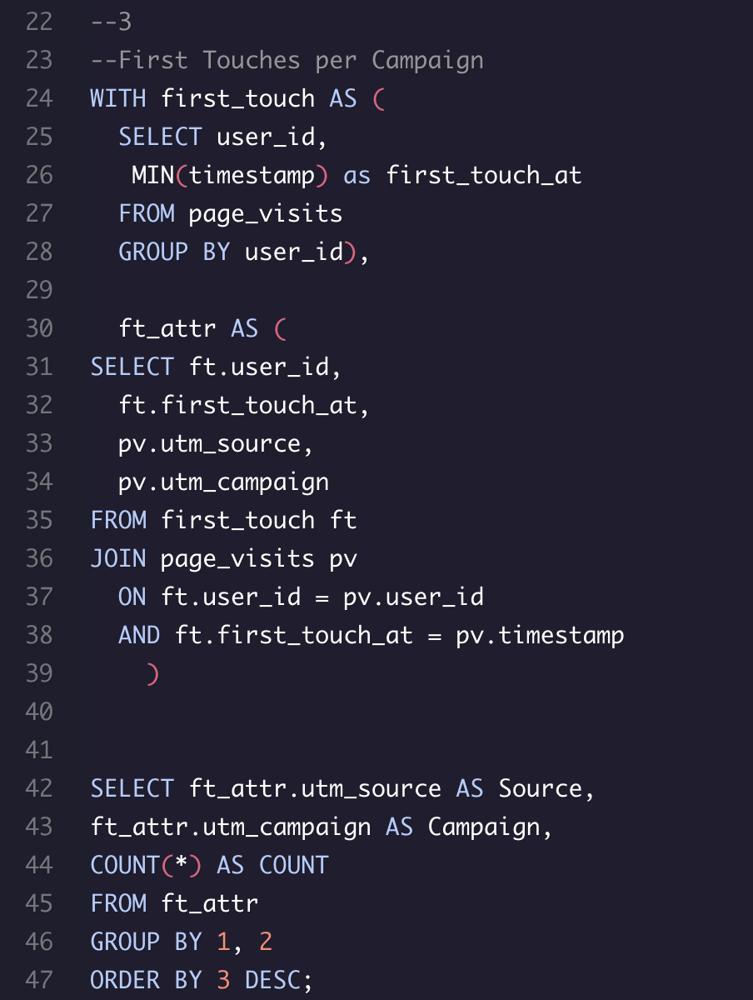 22 --3
23 --First Touches per Campaign
24 WITH first_touch AS (
25 SELECT user_id,
26 MIN(timestamp) as first_touch_at
27 FROM page_visits
28 GROUP BY user_id),
29
30 ft_attr AS (
31 SELECT ft.user_id,
32 ft.first_touch_at,
33 pv.utm_source,
34 pv.utm_campaign
35 FROM first_touch ft
36 JOIN page_visits pv
37 ON ft.user_id = pv.user_id
38 AND ft.first_touch_at = pv.timestamp
39 )
40
41
42 SELECT ft_attr.utm_source AS Source,
43 ft_attr.utm_campaign AS Campaign,
44 COUNT(*) AS COUNT
45 FROM ft_attr
46 GROUP BY 1, 2
47 ORDER BY 3 DESC;